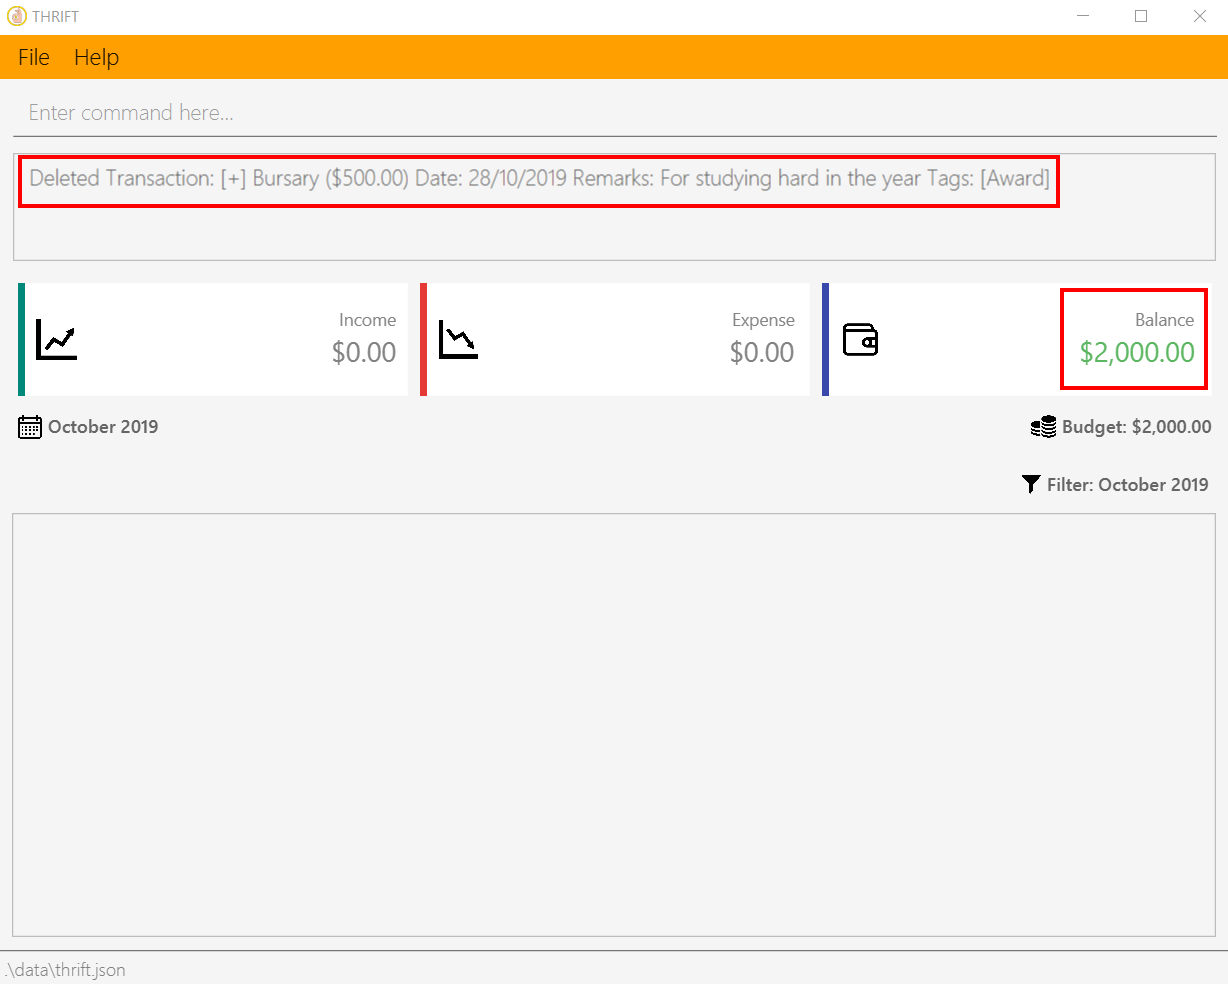 THRIFT
File Help
Enter command here...
Deleted Transaction: [+] Bursary ($500.00) Date: 28/10/2019 Remarks: For studying hard in the year Tags: [Award]
Income
$0.00
Expense
$0.00
Balance
$2,000.00
October 2019
Budget: $2,000.00
Filter: October 2019
.\data\thrift.json